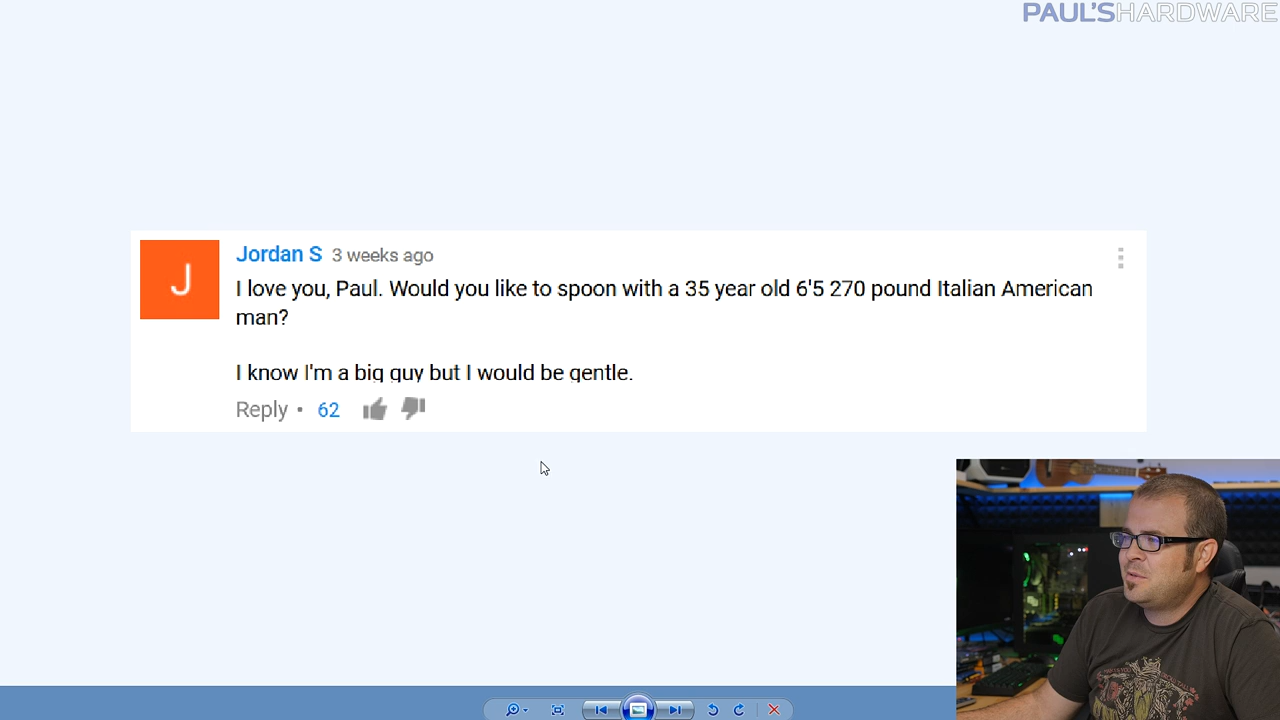 PAUL'SHARDWARE
J
Jordan S 3 weeks ago
I love you, Paul. Would you like to spoon with a 35 year old 6'5 270 pound Italian American
man?
I know I'm a big guy but I would be gentle.
Reply • 62